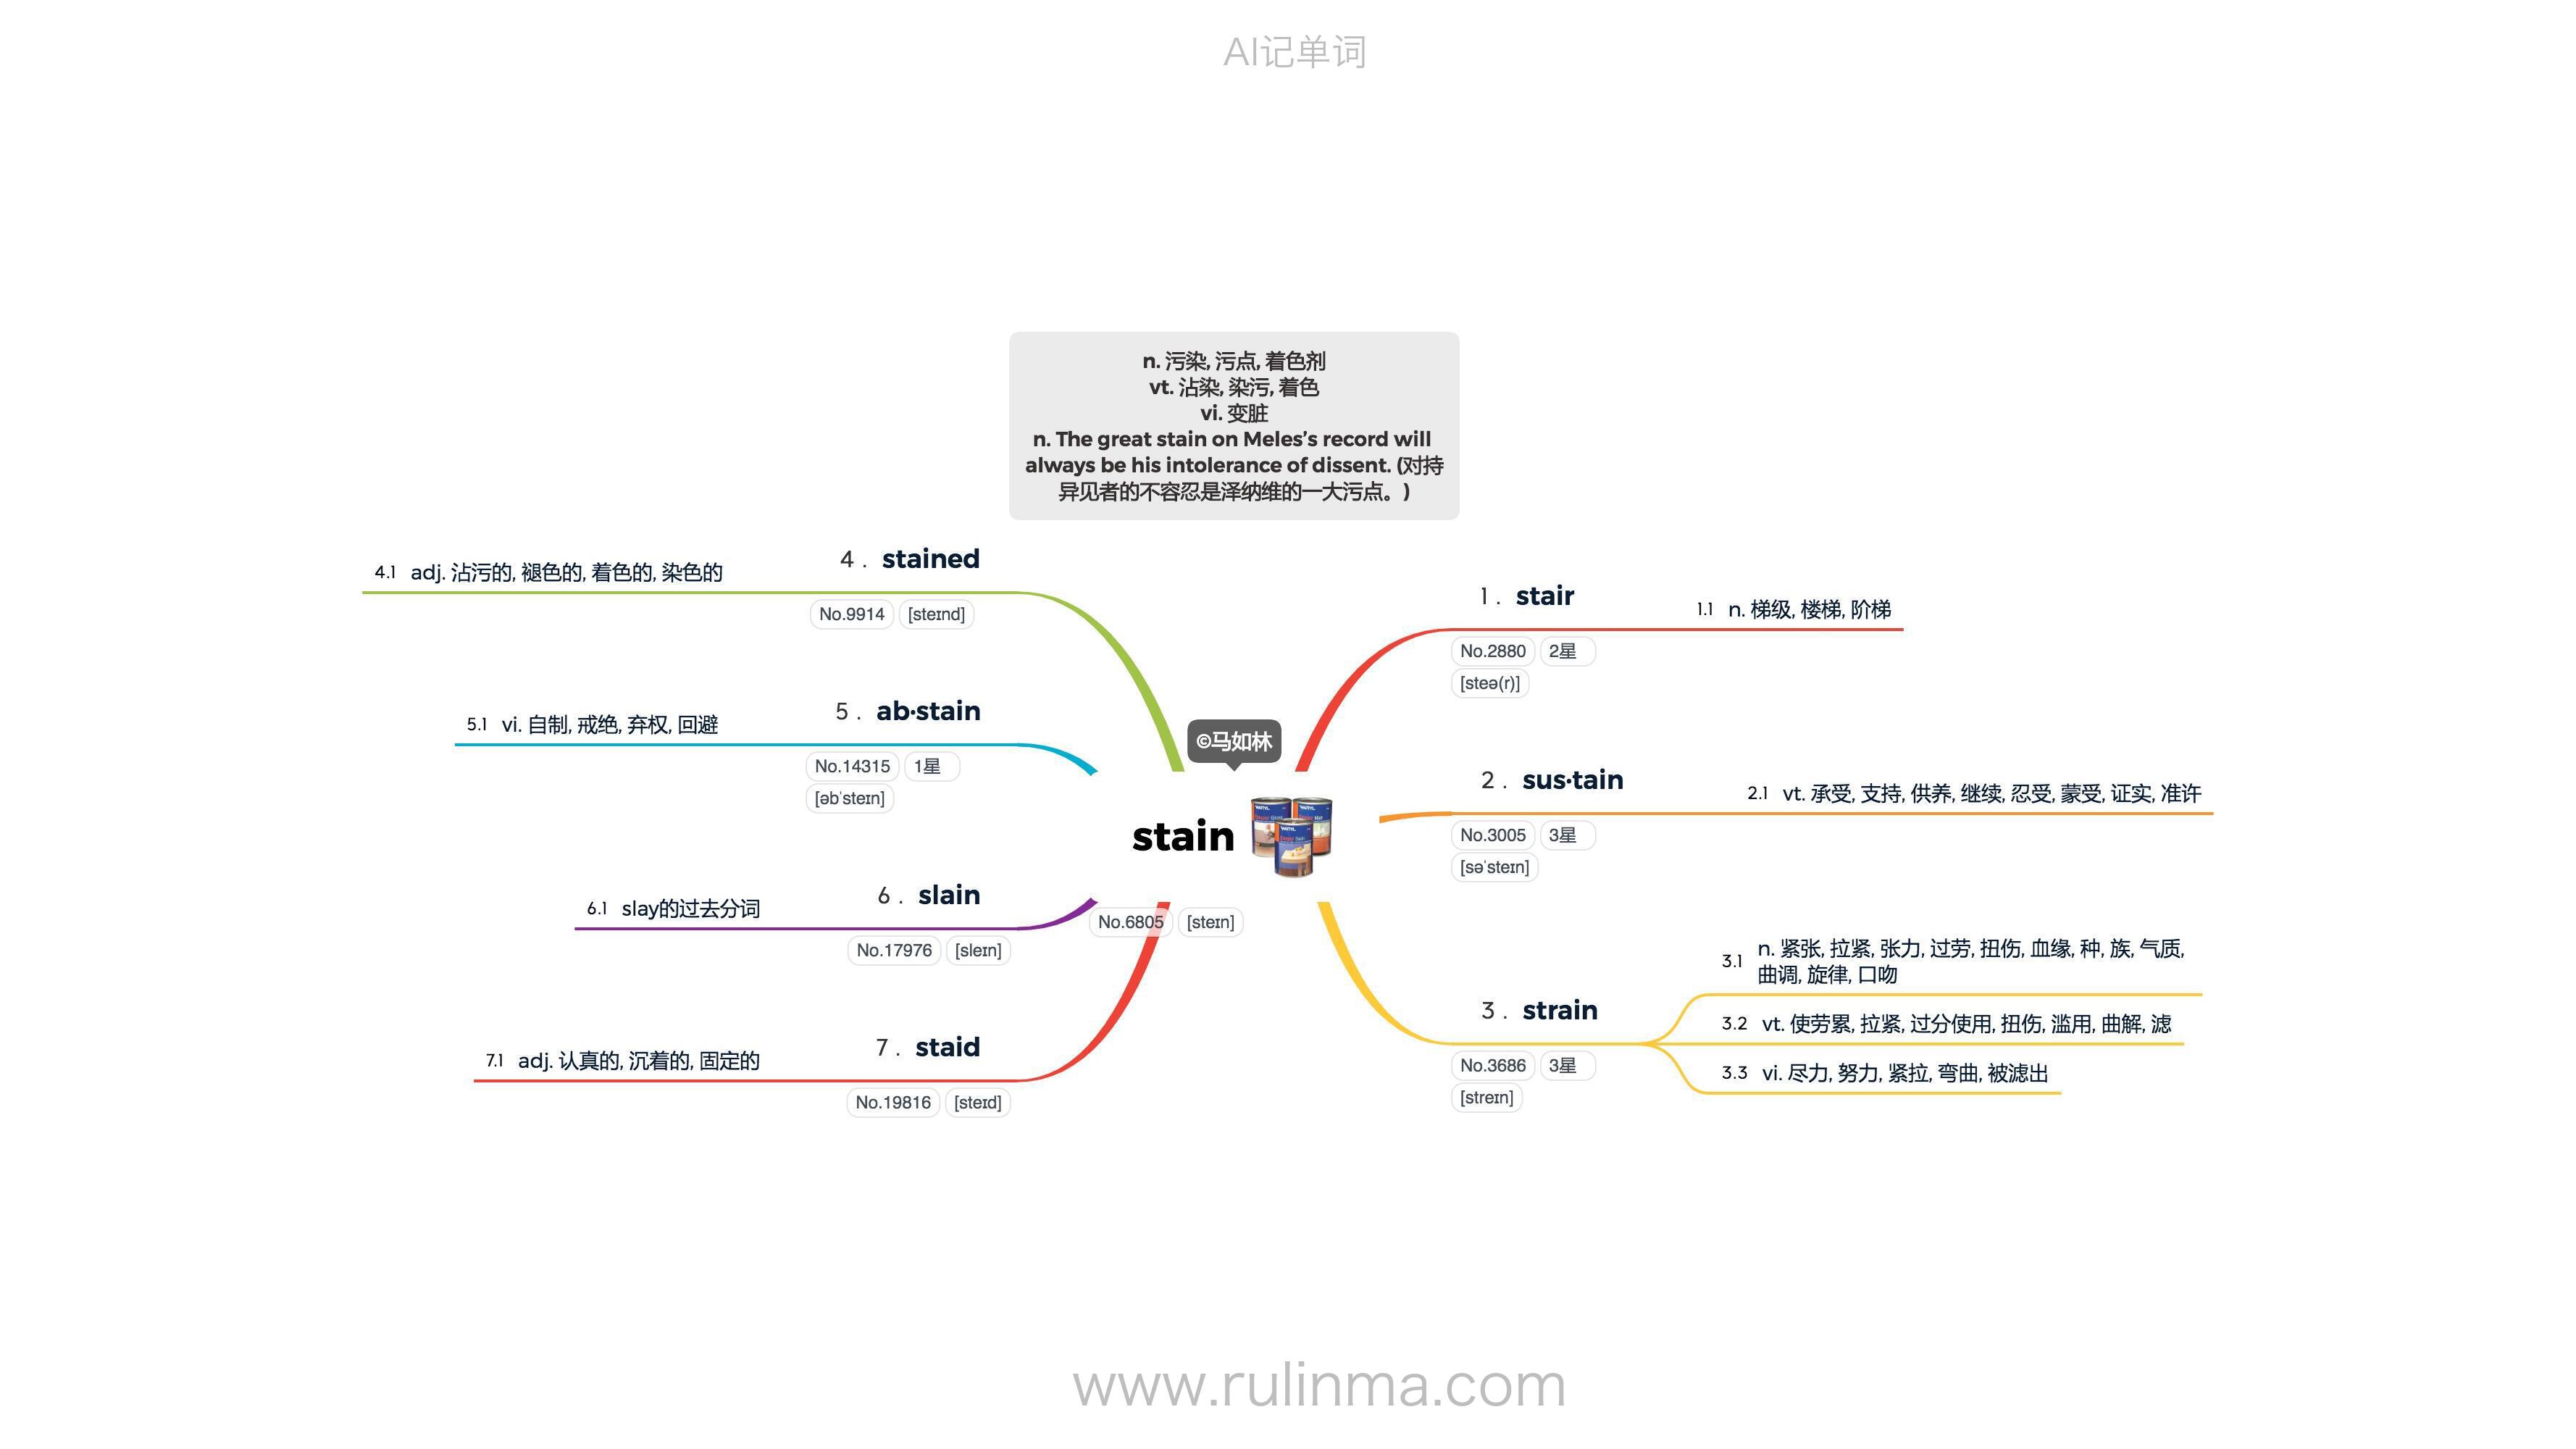 AI记单词
n. 污染, 污点, 着色剂
vt. 沾染, 染污, 着色
vi. 变脏
n. The great stain on Meles’s record will
always be his intolerance of dissent. (对持
异见者的不容忍是泽纳维的一大污点。)
©马如林
stain
No.6805 [steɪn]
1 . stair
No.2880 2星
[steə(r)]
1.1 n. 梯级, 楼梯, 阶梯
2 . sus·tain
No.3005 3星
[səˈsteɪn]
2.1 vt. 承受, 支持, 供养, 继续, 忍受, 蒙受, 证实, 准许
3 . strain
No.3686 3星
[streɪn]
3.1 n. 紧张, 拉紧, 张力, 过劳, 扭伤, 血缘, 种, 族, 气质,
曲调, 旋律, 口吻
3.2 vt. 使劳累, 拉紧, 过分使用, 扭伤, 滥用, 曲解, 滤
3.3 vi. 尽力, 努力, 紧拉, 弯曲, 被滤出
4 . stained
No.9914 [steɪnd]
4.1 adj. 沾污的, 褪色的, 着色的, 染色的
5 . ab·stain
No.14315 1星
[əbˈsteɪn]
5.1 vi. 自制, 戒绝, 弃权, 回避
6 . slain
No.17976 [sleɪn]
6.1 slay的过去分词
7 . staid
No.19816 [steɪd]
7.1 adj. 认真的, 沉着的, 固定的
www.rulinma.com